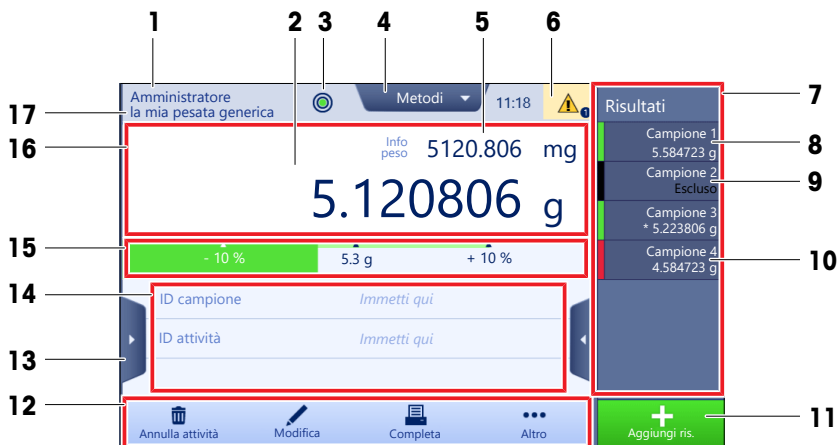 1 2 3 4 5 6
Amministratore
la mia pesata generica
Metodi
11:18
1
17
16
Info
peso
5120.806 mg
5.120806 g
15
- 10 % 5.3 g + 10 %
14
ID campione Immetti qui
ID attività Immetti qui
13
12
Annulla attività Modifica Completa Altro
Risultati
7
Campione 1
5.584723 g
8
Campione 2
Escluso
9
Campione 3
* 5.223806 g
Campione 4
4.584723 g
10
Aggiungi ris.
11